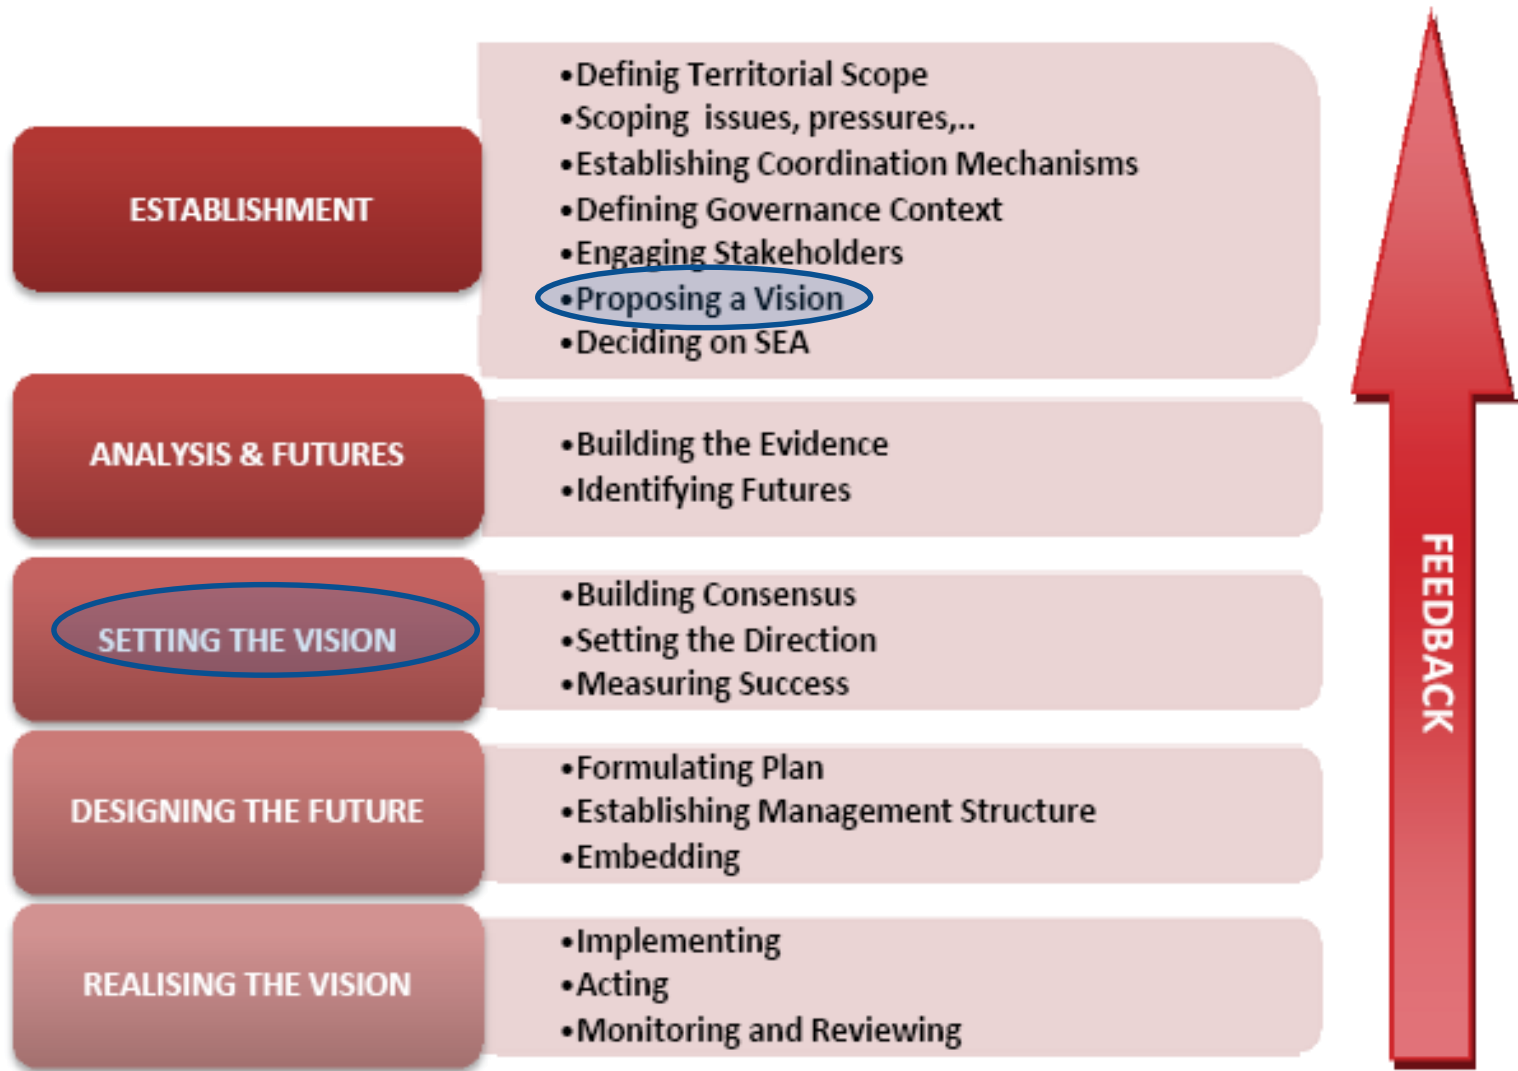 ESTABLISHMENT
•Definig Territorial Scope
•Scoping  issues, pressures,..
•Establishing Coordination Mechanisms
•Defining Governance Context
•Engaging Stakeholders
•Proposing a Vision
•Deciding on SEA
ANALYSIS & FUTURES
•Building the Evidence
•Identifying Futures
SETTING THE VISION
•Building Consensus
•Setting the Direction
•Measuring Success
DESIGNING THE FUTURE
•Formulating Plan
•Establishing Management Structure
•Embedding
REALISING THE VISION
•Implementing
•Acting
•Monitoring and Reviewing
FEEDBACK